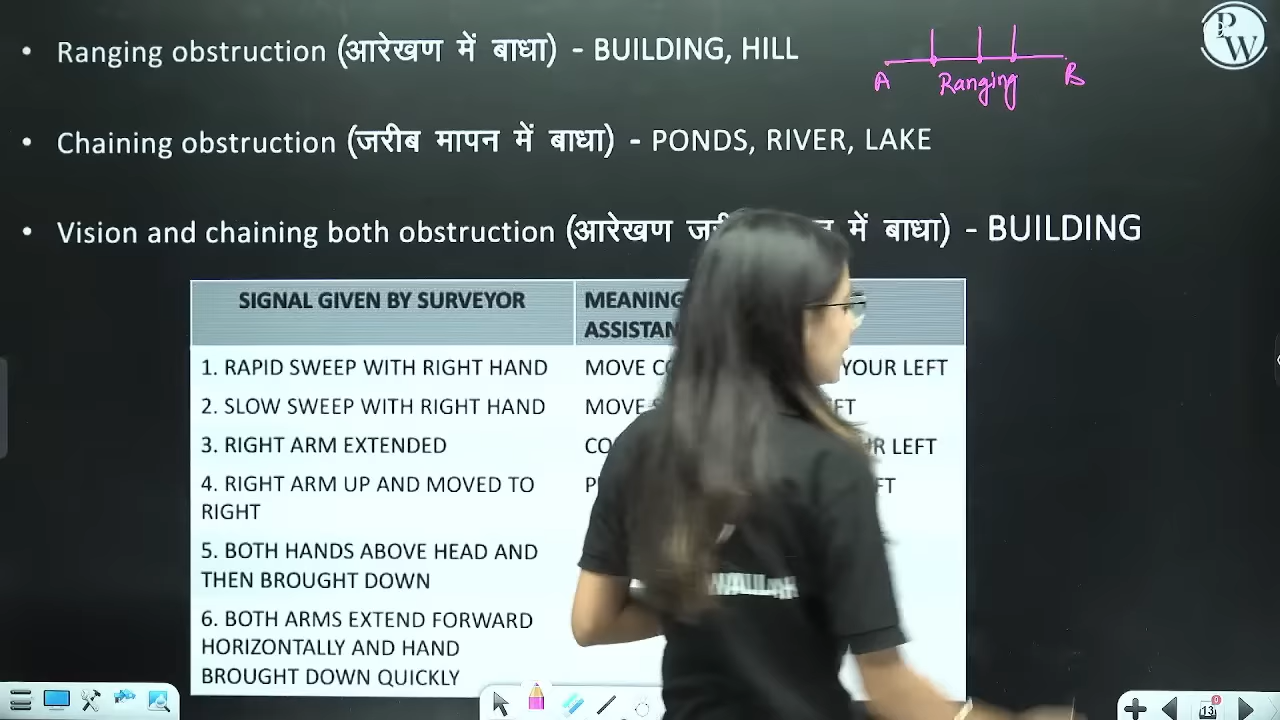 • Ranging obstruction (आरेखण में बाधा) - BUILDING, HILL
A Ranging B
• Chaining obstruction (जरीब मापन में बाधा) - PONDS, RIVER, LAKE
• Vision and chaining both obstruction (आरेखण में बाधा) - BUILDING
SIGNAL GIVEN BY SURVEYOR
MEANING
1. RAPID SWEEP WITH RIGHT HAND
MOVE YOUR LEFT
2. SLOW SWEEP WITH RIGHT HAND
MOVE
3. RIGHT ARM EXTENDED
LEFT
4. RIGHT ARM UP AND MOVED TO
RIGHT
5. BOTH HANDS ABOVE HEAD AND
THEN BROUGHT DOWN
6. BOTH ARMS EXTEND FORWARD
HORIZONTALLY AND HAND
BROUGHT DOWN QUICKLY
PW
13